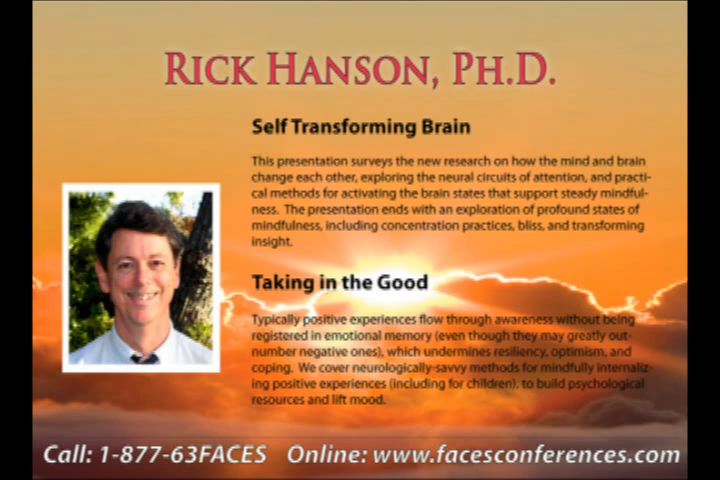 RICK HANSON, PH.D.
Self Transforming Brain
This presentation surveys the new research on how the mind and brain
change each other, exploring the neural circuits of attention, and practi-
cal methods for activating the brain states that support steady mindful-
ness. The presentation ends with an exploration of profound states of
mindfulness, including concentration practices, bliss, and transforming
insight.
Taking in the Good
Typically positive experiences flow through awareness without being
registered in emotional memory (even though they may greatly out-
number negative ones), which undermines resiliency, optimism, and
coping. We cover neurologically-savvy methods for mindfully internaliz-
ing positive experiences (including for children), to build psychological
resources and lift mood.
Call: 1-877-63FACES Online: www.facesconferences.com